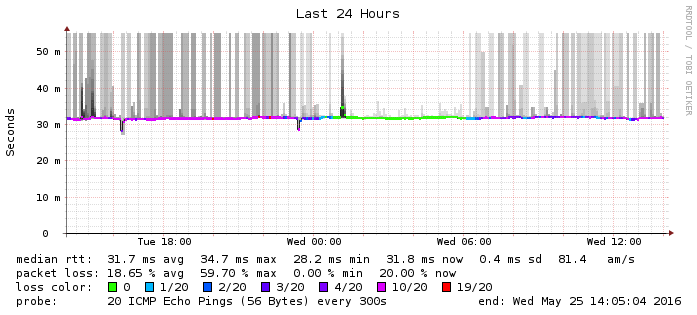 Last 24 Hours
RRDTOOL / TOBI OETIKER
Seconds
50 m
40 m
30 m
20 m
10 m
0
Tue 18:00 Wed 00:00 Wed 06:00 Wed 12:00
median rtt: 31.7 ms avg 34.7 ms max 28.2 ms min 31.8 ms now 0.4 ms sd 81.4 am/s
packet loss: 18.65 % avg 59.70 % max 0.00 % min 20.00 % now
loss color: 0 1/20 2/20 3/20 4/20 10/20 19/20
probe: 20 ICMP Echo Pings (56 Bytes) every 300s end: Wed May 25 14:05:04 2016